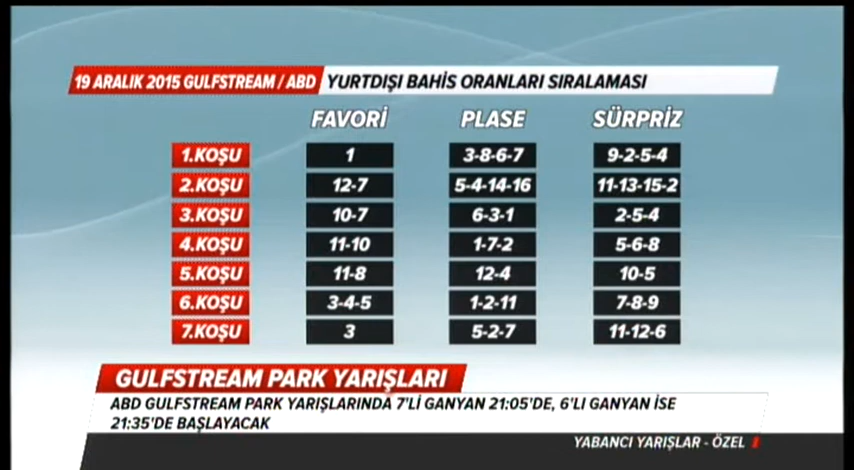 19 ARALIK 2015 GULFSTREAM / ABD YURTDIŞI BAHİS ORANLARI SIRALAMASI
FAVORİ PLASE SÜRPRİZ
1.KOŞU 1 3-8-6-7 9-2-5-4
2.KOŞU 12-7 5-4-14-16 11-13-15-2
3.KOŞU 10-7 6-3-1 2-5-4
4.KOŞU 11-10 1-7-2 5-6-8
5.KOŞU 11-8 12-4 10-5
6.KOŞU 3-4-5 1-2-11 7-8-9
7.KOŞU 3 5-2-7 11-12-6
GULFSTREAM PARK YARIŞLARI
ABD GULFSTREAM PARK YARIŞLARINDA 7'Lİ GANYAN 21:05'DE, 6'LI GANYAN İSE
21:35'DE BAŞLAYACAK
YABANCI YARIŞLAR - ÖZEL